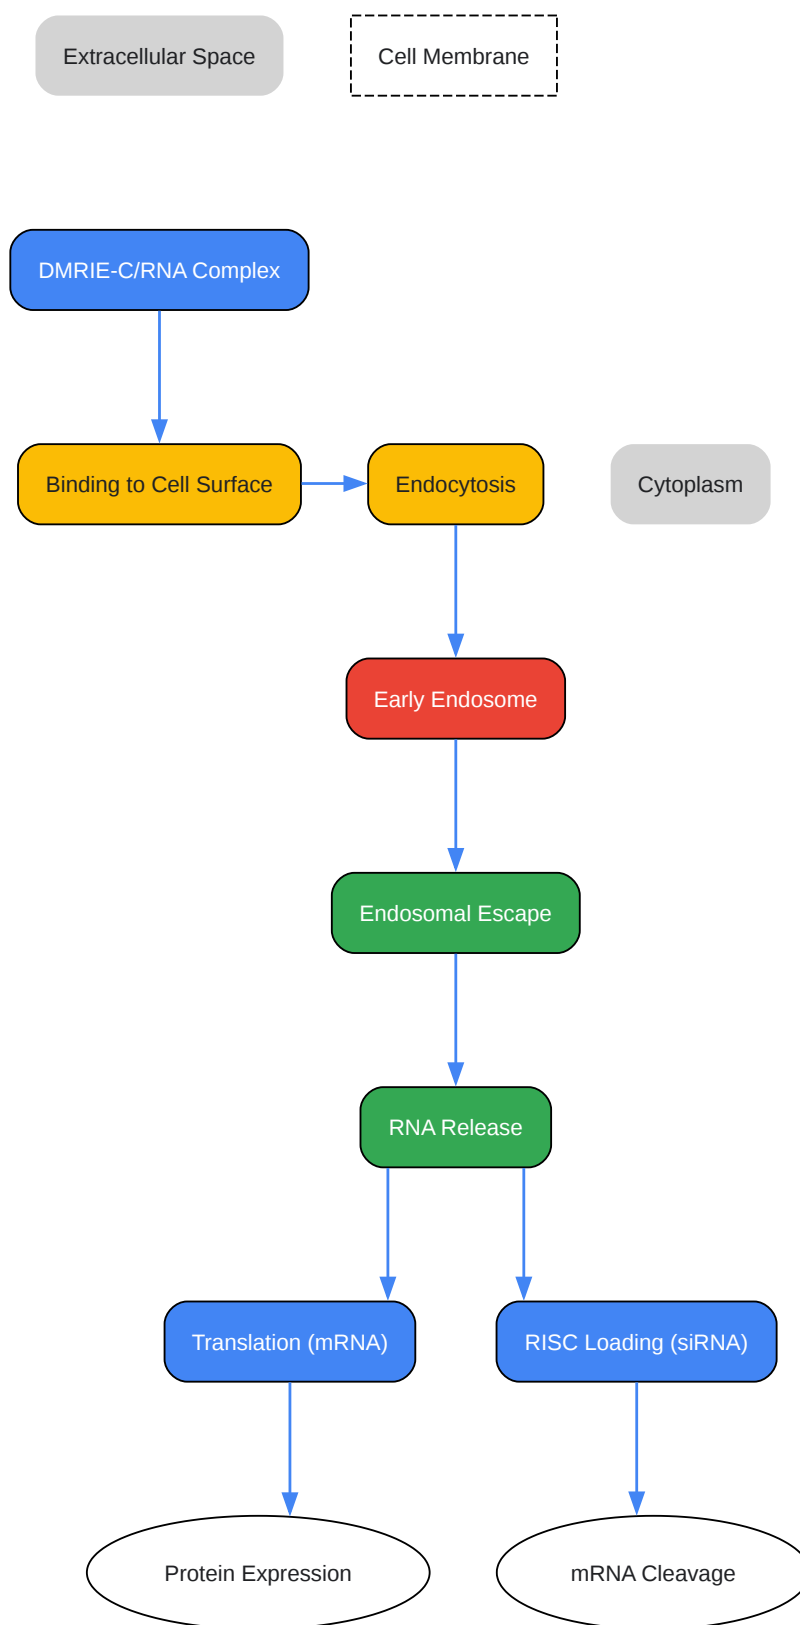 Extracellular Space
Cell Membrane
DMRIE-C/RNA Complex
Binding to Cell Surface
Endocytosis
Cytoplasm
Early Endosome
Endosomal Escape
RNA Release
Translation (mRNA)
RISC Loading (siRNA)
Protein Expression
mRNA Cleavage